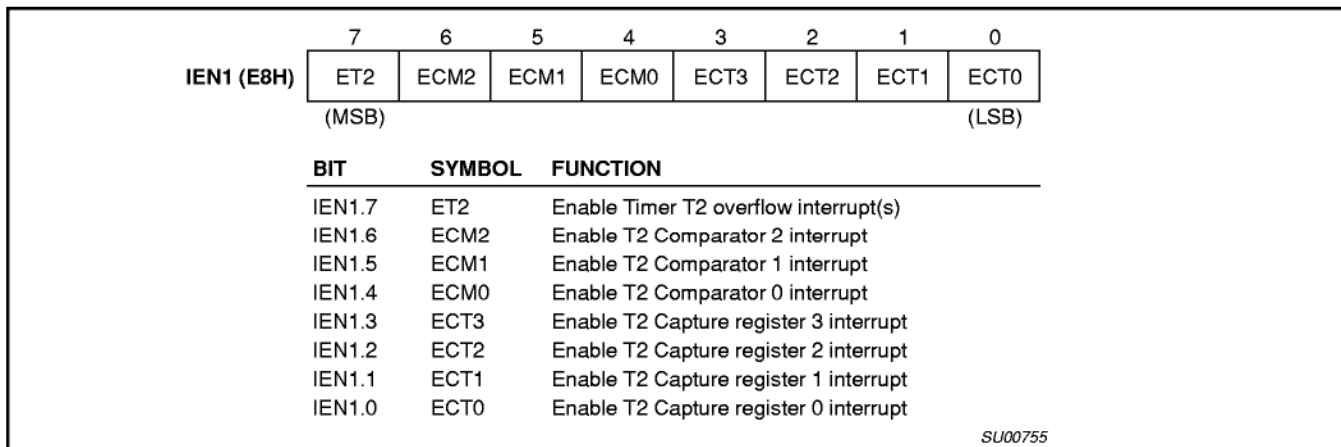 7 6 5 4 3 2 1 0
IEN1 (E8H) ET2 ECM2 ECM1 ECM0 ECT3 ECT2 ECT1 ECT0
(MSB) (LSB)
BIT SYMBOL FUNCTION
IEN1.7 ET2 Enable Timer T2 overflow interrupt(s)
IEN1.6 ECM2 Enable T2 Comparator 2 interrupt
IEN1.5 ECM1 Enable T2 Comparator 1 interrupt
IEN1.4 ECM0 Enable T2 Comparator 0 interrupt
IEN1.3 ECT3 Enable T2 Capture register 3 interrupt
IEN1.2 ECT2 Enable T2 Capture register 2 interrupt
IEN1.1 ECT1 Enable T2 Capture register 1 interrupt
IEN1.0 ECT0 Enable T2 Capture register 0 interrupt
SU00755